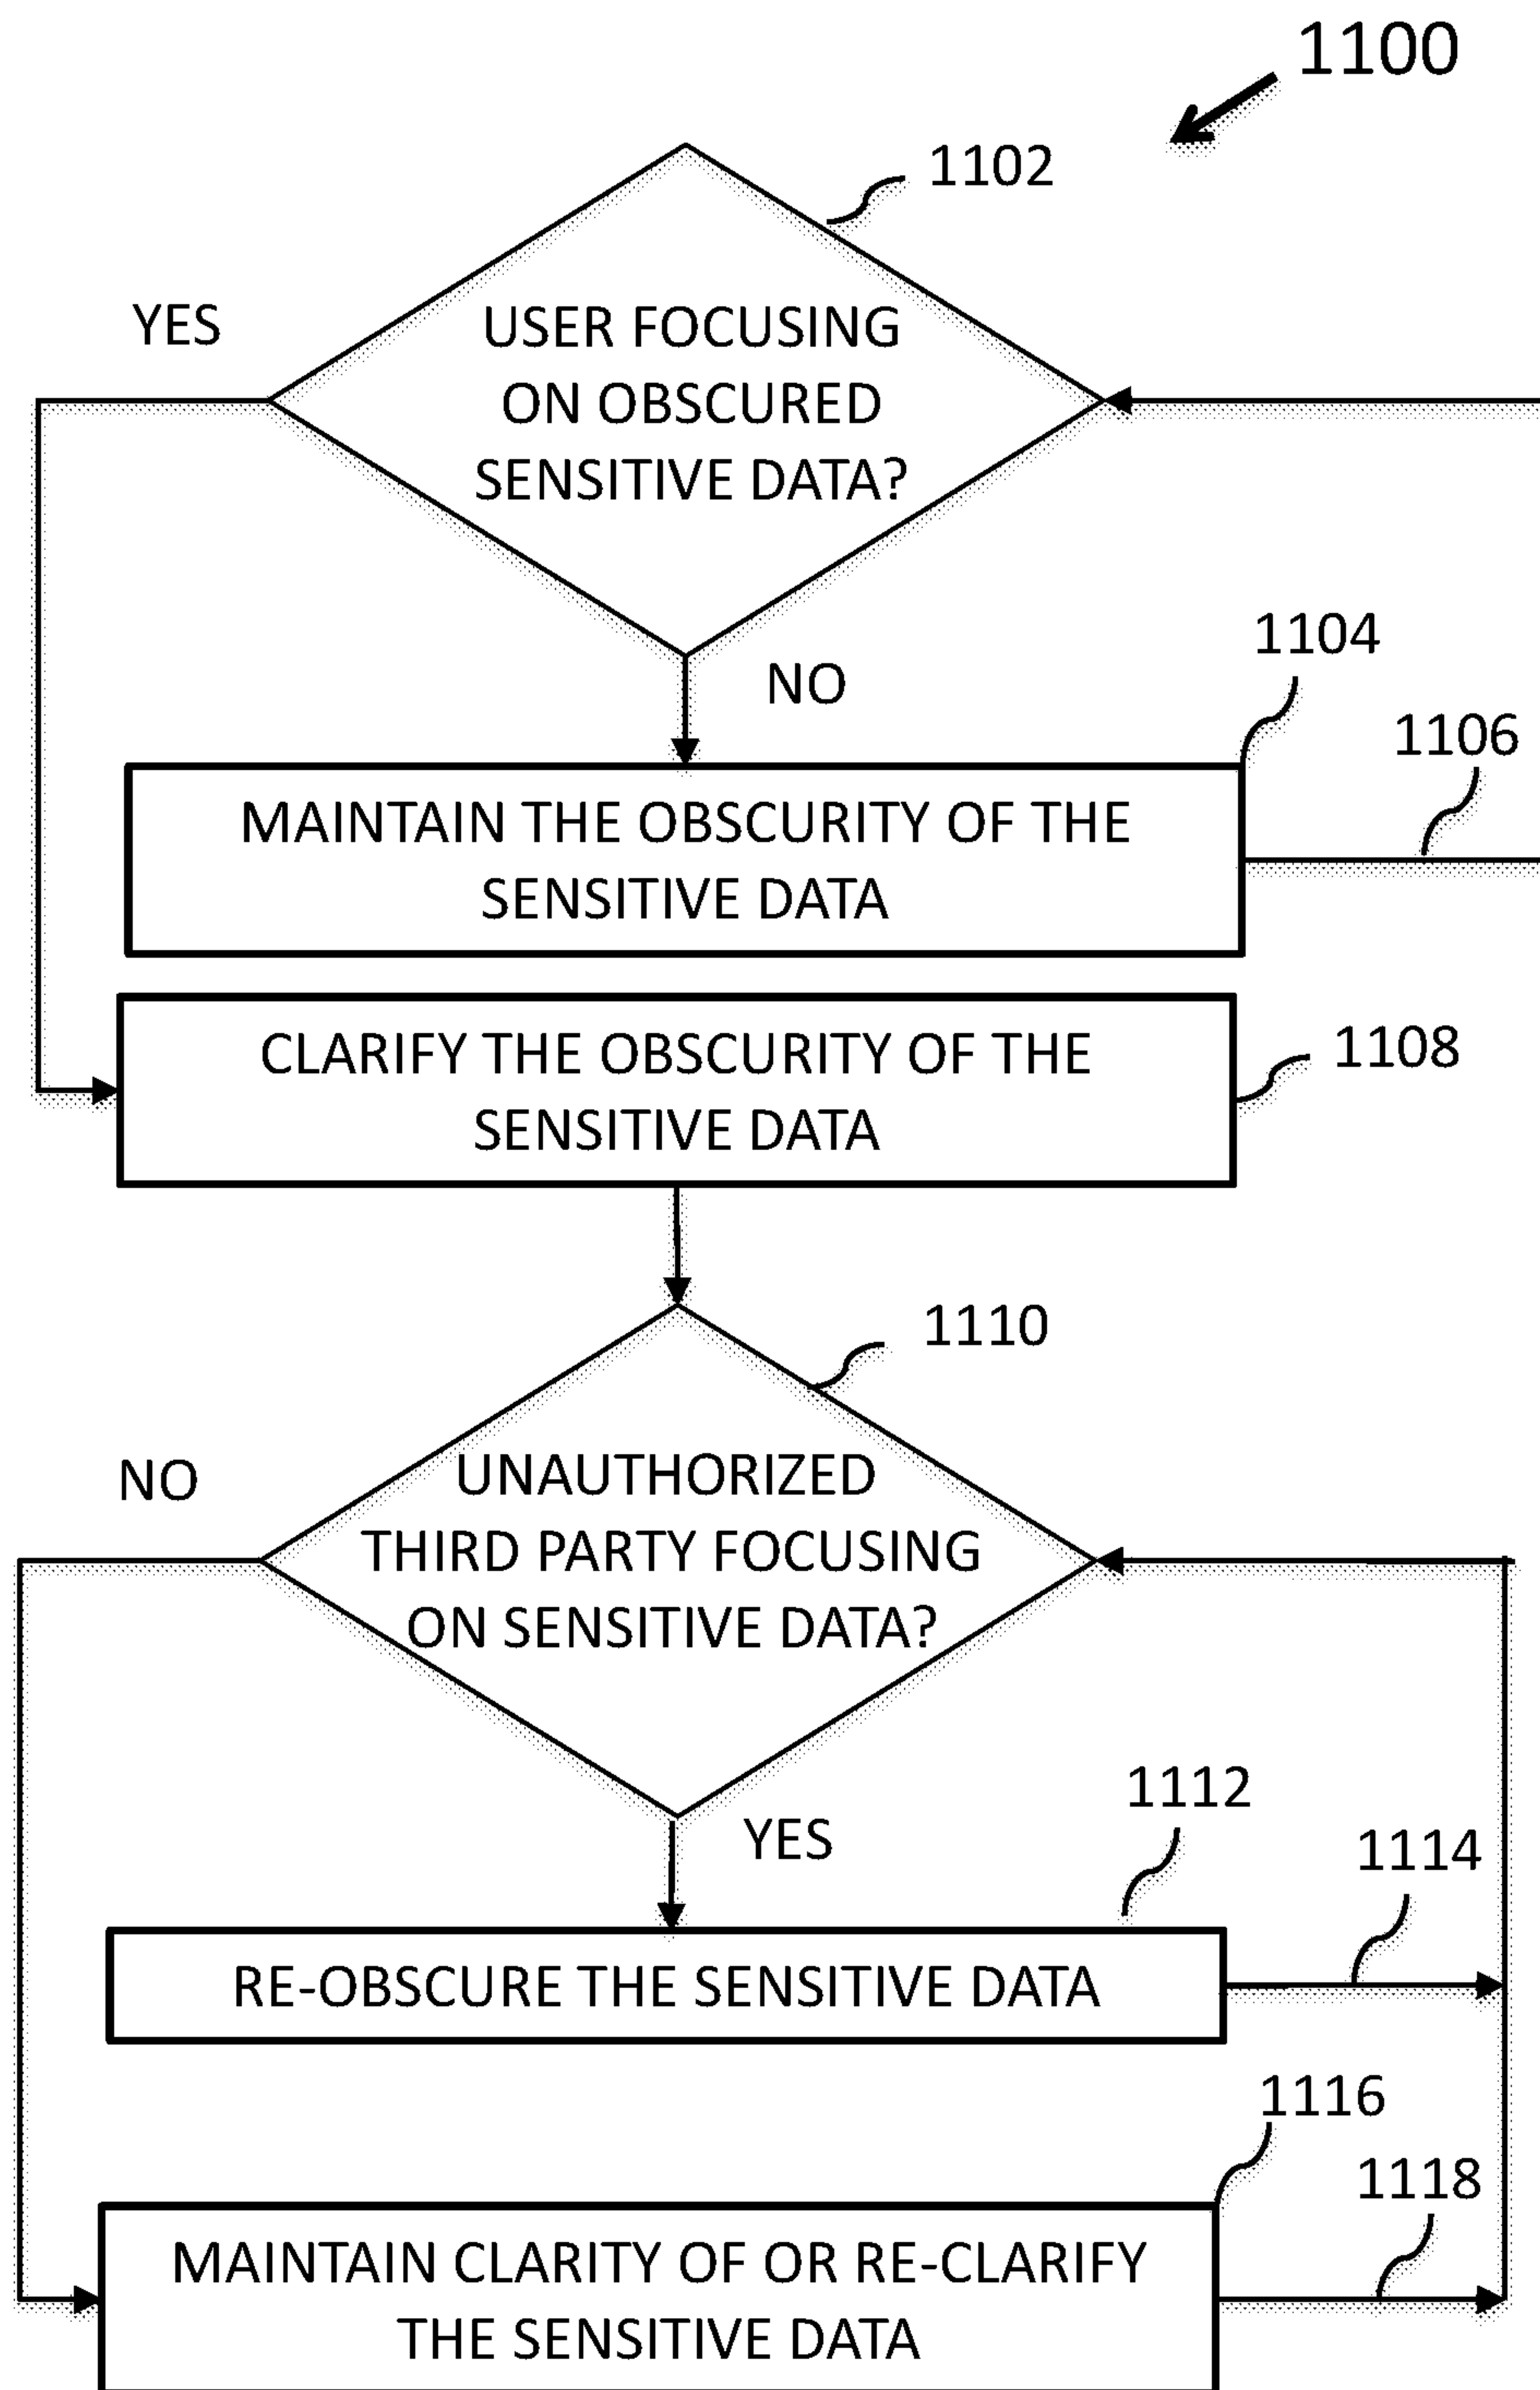 1100
1102
YES
USER FOCUSING
ON OBSCURED
SENSITIVE DATA?
NO
1104
1106
MAINTAIN THE OBSCURITY OF THE
SENSITIVE DATA
CLARIFY THE OBSCURITY OF THE
SENSITIVE DATA
1108
1110
NO
UNAUTHORIZED
THIRD PARTY FOCUSING
ON SENSITIVE DATA?
YES
1112
1114
RE-OBSCURE THE SENSITIVE DATA
1116
1118
MAINTAIN CLARITY OF OR RE-CLARIFY
THE SENSITIVE DATA